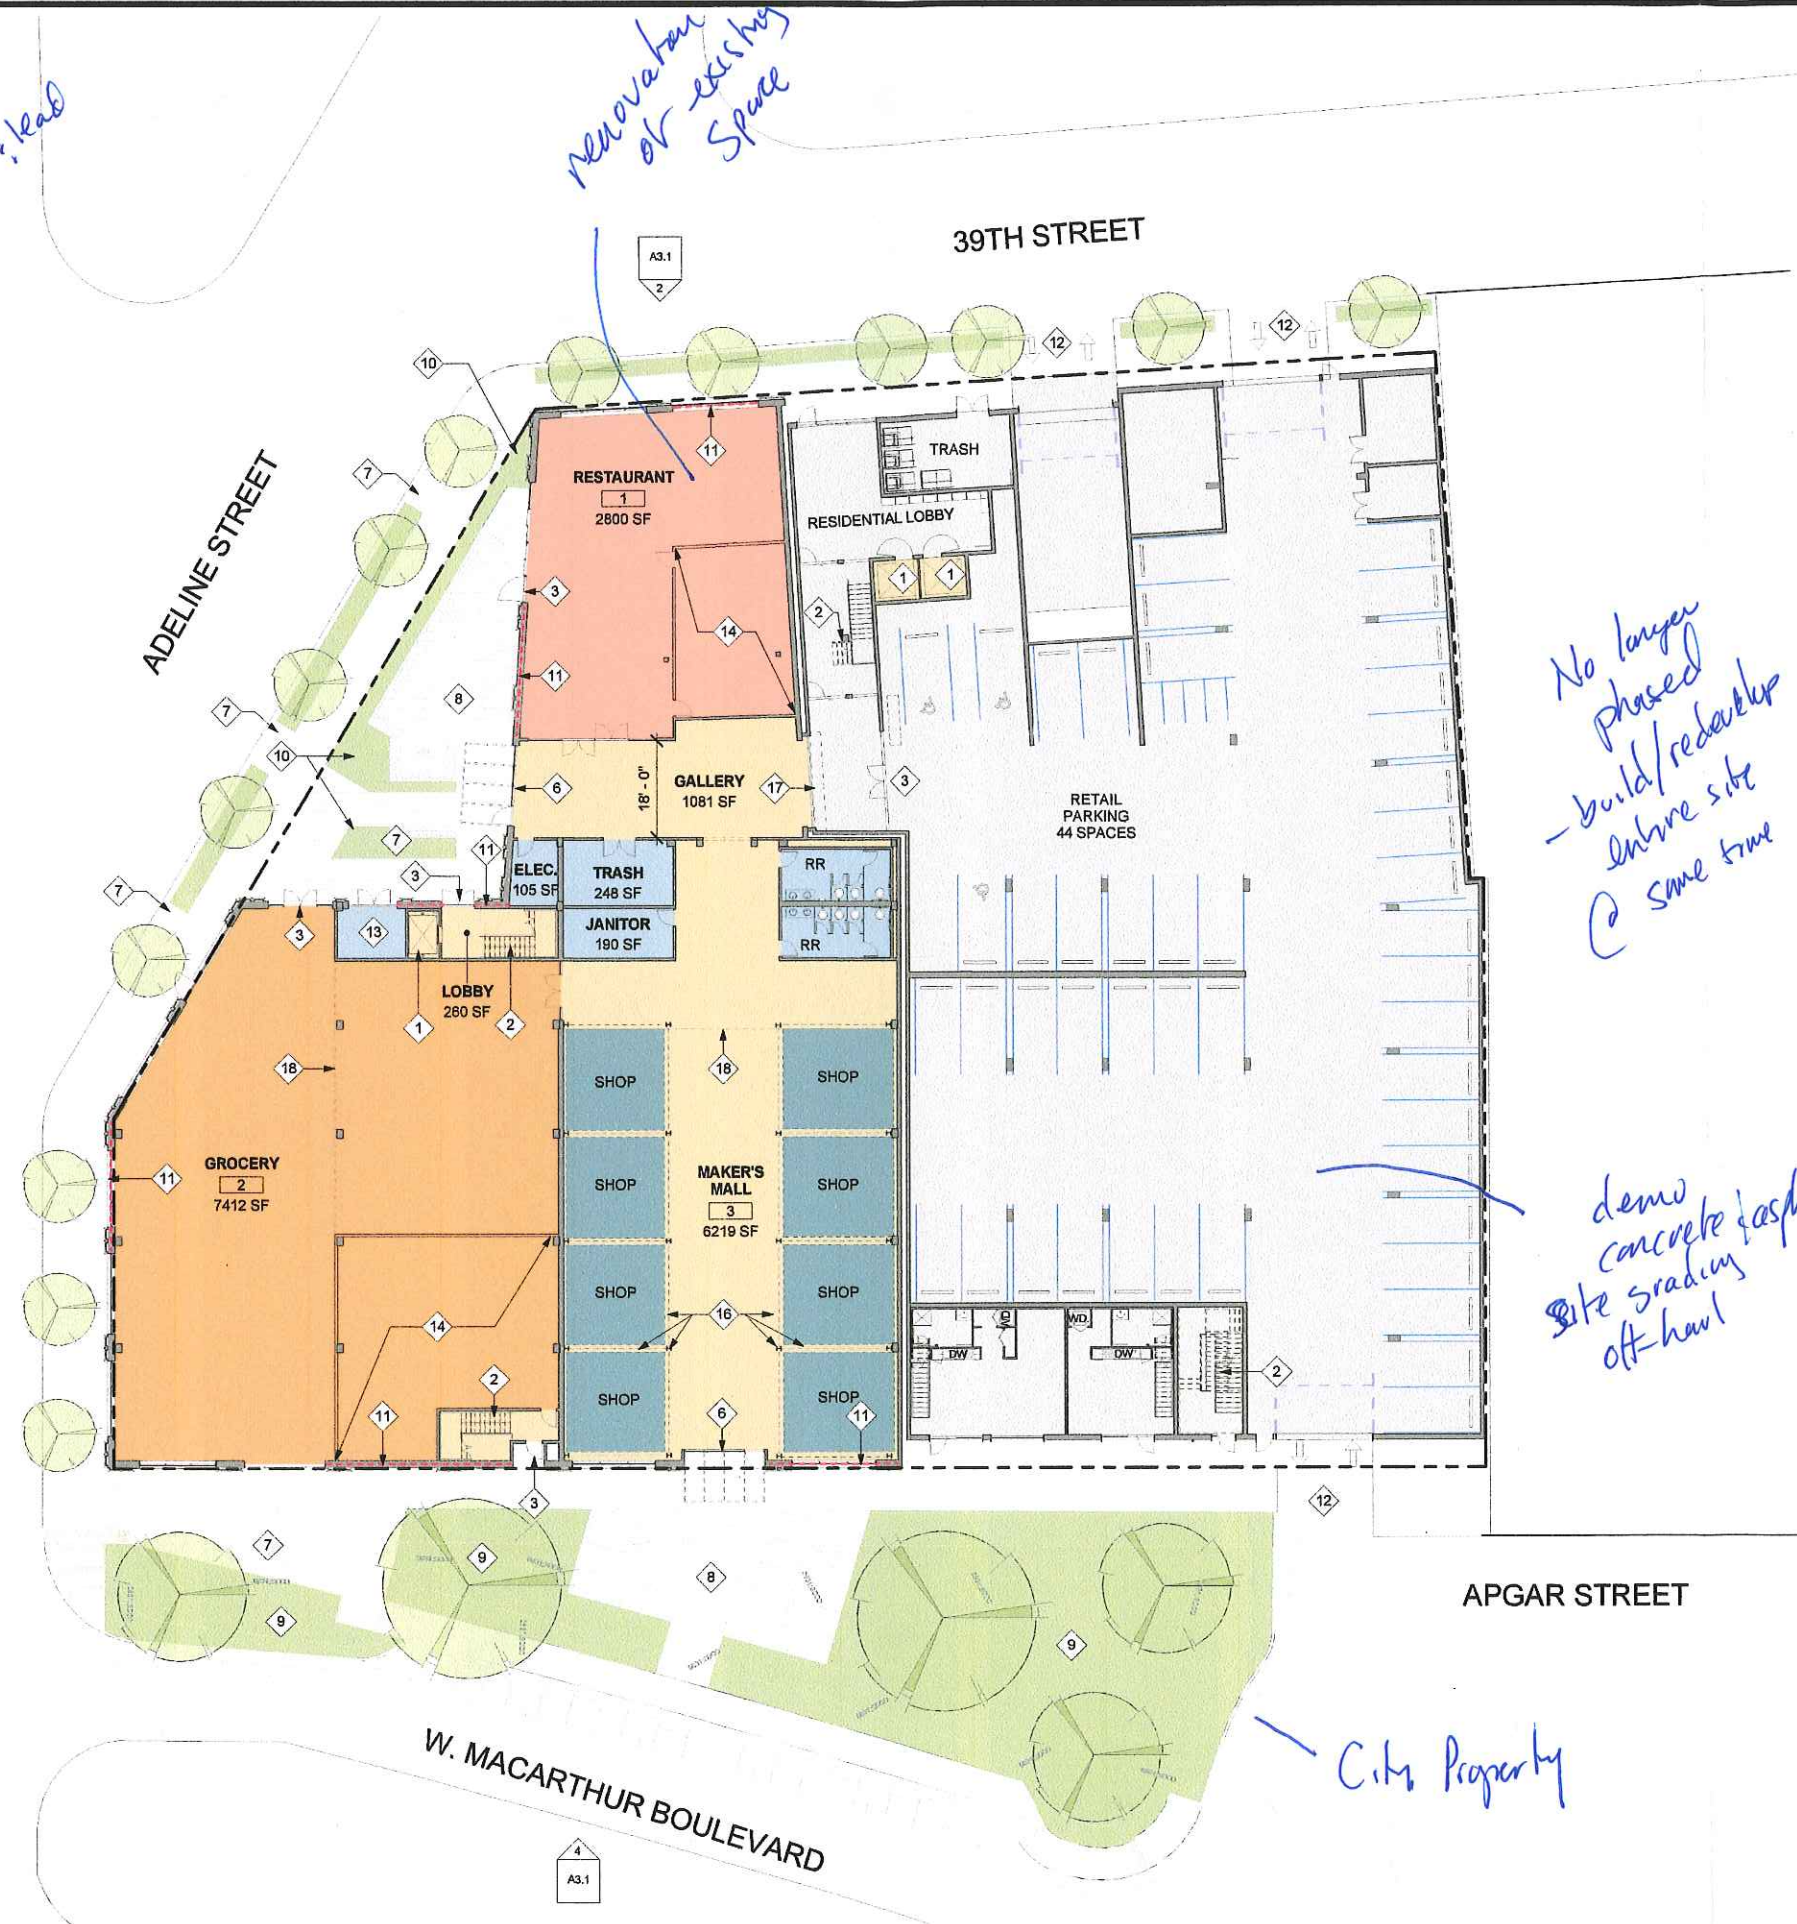 : lead
renovation
of existing
Space
39TH STREET
A3.1
2
12
12
10
ADELINE STREET
7
11
RESTAURANT
1
2800 SF
TRASH
RESIDENTIAL LOBBY
1
1
3
2
14
11
8
7
10
6
18' - 0"
GALLERY
1081 SF
17
3
RETAIL
PARKING
44 SPACES
No longer
phased
- build/redevelop
entire site
@ same time
7
11
ELEC.
105 SF
TRASH
248 SF
RR
3
7
3
13
JANITOR
190 SF
RR
LOBBY
260 SF
1
2
18
18
SHOP
SHOP
GROCERY
2
7412 SF
11
MAKER'S
MALL
3
6219 SF
SHOP
SHOP
SHOP
SHOP
14
16
2
11
SHOP
SHOP
6
11
DW
WD
DW
2
demo
concrete & asph
site grading
off-haul
3
12
7
9
8
9
9
APGAR STREET
W. MACARTHUR BOULEVARD
City Property
4
A3.1